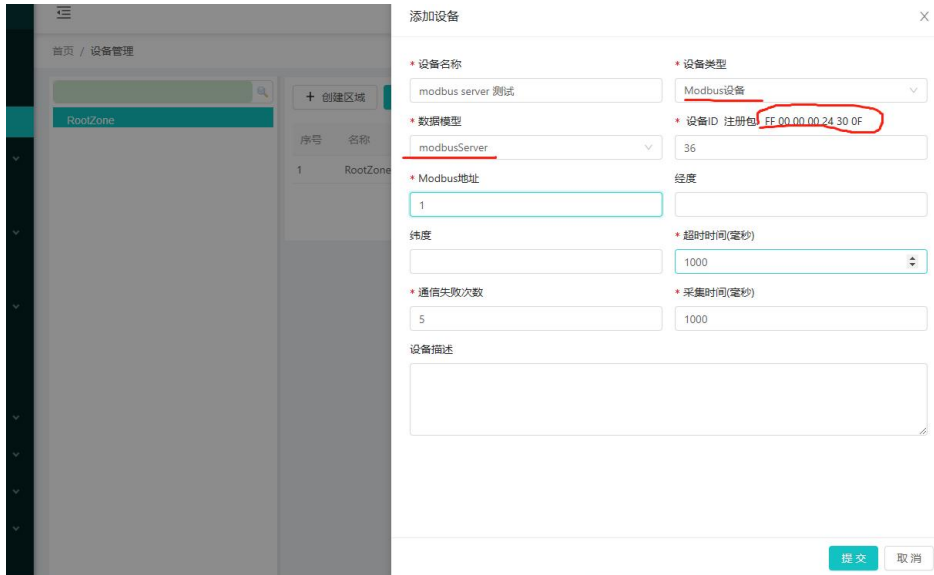 首页 / 设备管理
RootZone
+ 创建区域
序号 名称
1 RootZone
添加设备
* 设备名称
modbus server 测试
* 设备类型
Modbus设备
* 数据模型
modbusServer
* 设备ID 注册包: FF 00 00 00 24 30 0F
36
* Modbus地址
1
经度
纬度
* 超时时间(毫秒)
1000
* 通信失败次数
5
* 采集时间(毫秒)
1000
设备描述
提交 取消